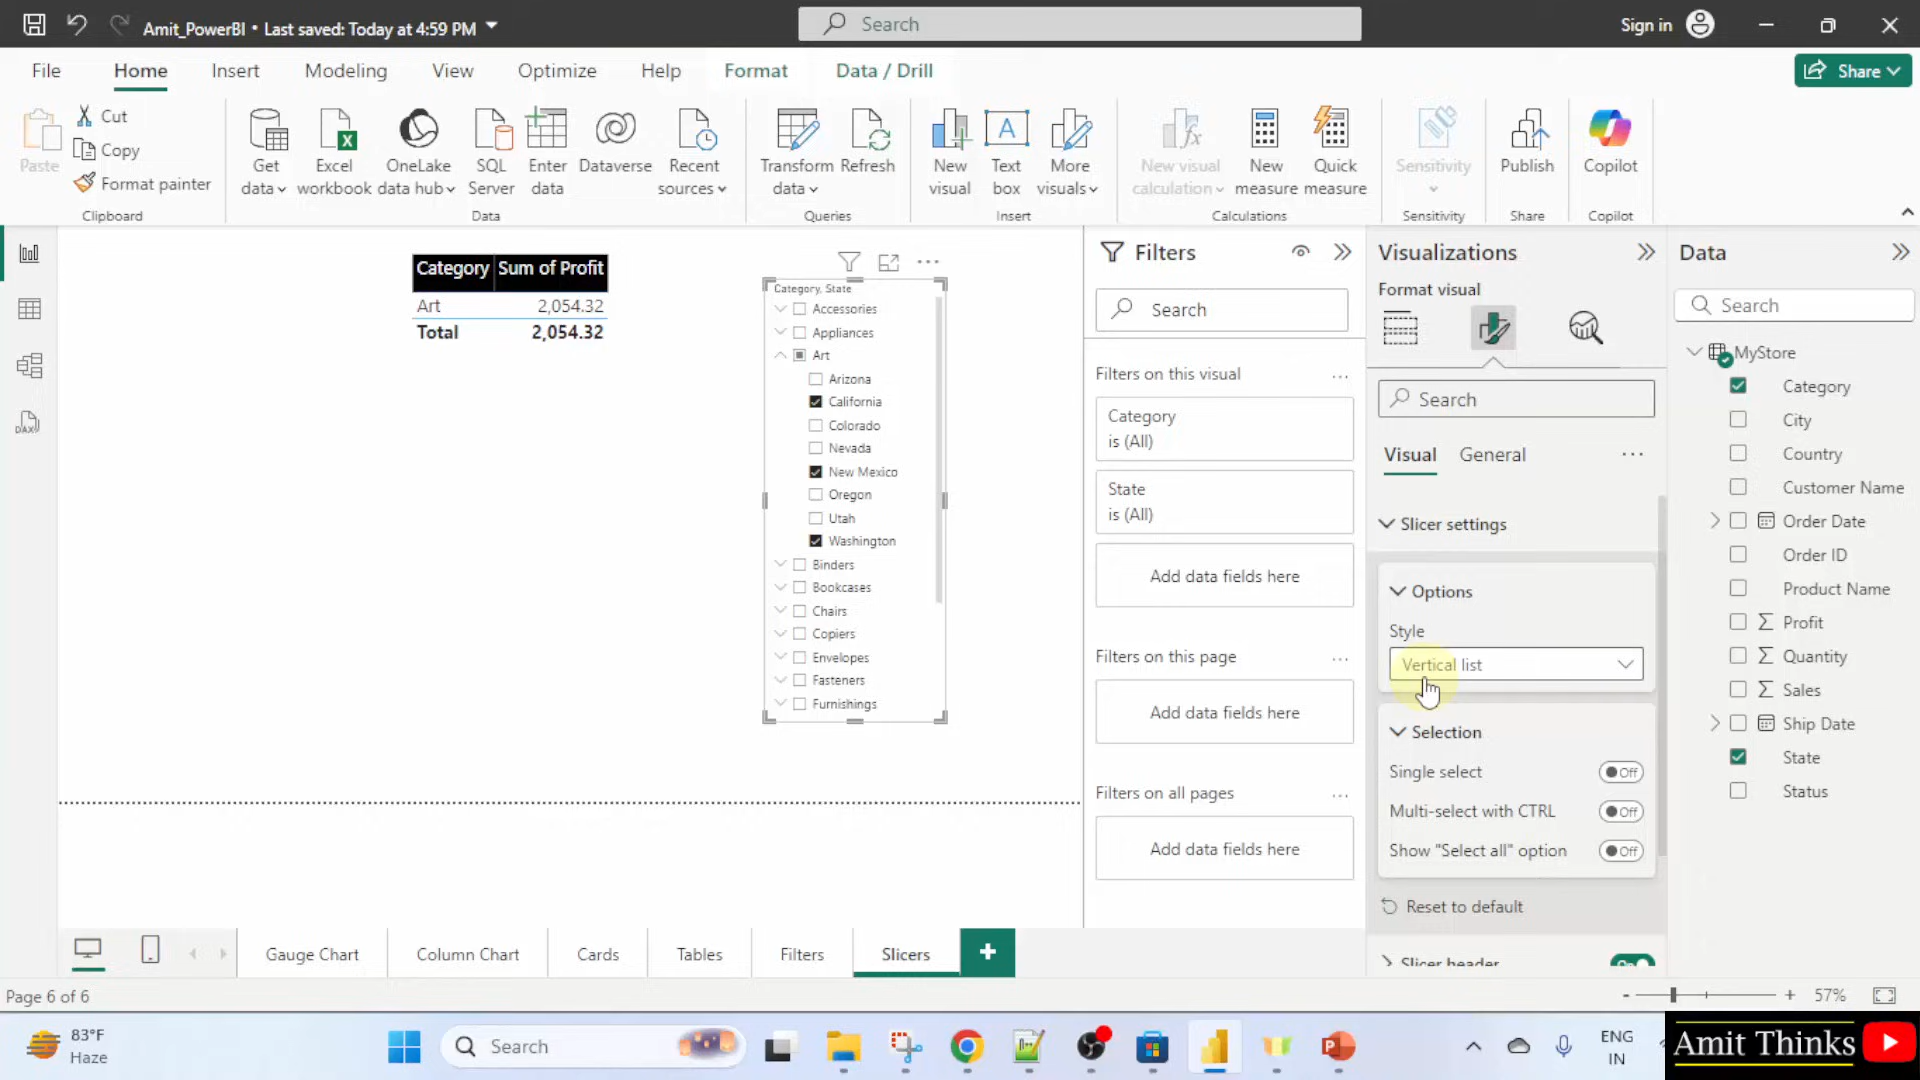 Amit_PowerBI • Last saved: Today at 4:59 PM
Search
Sign in
File
Home
Insert
Modeling
View
Optimize
Help
Format
Data / Drill
Share
Paste
Cut
Copy
Format painter
Clipboard
Get data
Excel workbook
OneLake data hub
SQL Server
Enter data
Dataverse
Recent sources
Data
Transform data
Refresh
Queries
New visual
Text box
More visuals
Insert
New visual calculation
New measure
Quick measure
Calculations
Sensitivity
Sensitivity
Publish
Share
Copilot
Copilot
Category Sum of Profit
Art 2,054.32
Total 2,054.32
Category, State
Accessories
Appliances
Art
Arizona
California
Colorado
Nevada
New Mexico
Oregon
Utah
Washington
Binders
Bookcases
Chairs
Copiers
Envelopes
Fasteners
Furnishings
Filters
Search
Filters on this visual
Category
is (All)
State
is (All)
Add data fields here
Filters on this page
Add data fields here
Filters on all pages
Add data fields here
Visualizations
Format visual
Search
Visual
General
Slicer settings
Options
Style
Vertical list
Selection
Single select Off
Multi-select with CTRL Off
Show "Select all" option Off
Reset to default
Slicer header On
Data
Search
MyStore
Category
City
Country
Customer Name
Order Date
Order ID
Product Name
Profit
Quantity
Sales
Ship Date
State
Status
DAX
Gauge Chart
Column Chart
Cards
Tables
Filters
Slicers
Page 6 of 6
- + 57%
83°F
Haze
Search
ENG
IN
Amit Thinks